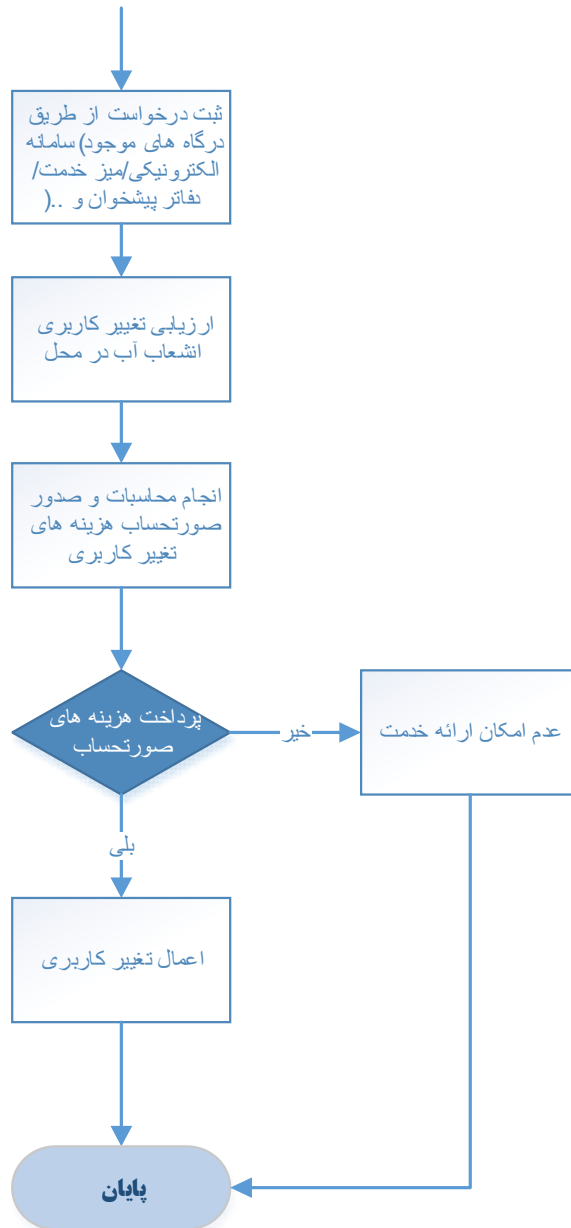 ثبت درخواست از طریق
درگاه های موجود)سامانه
الکترونیکی/میز خدمت/
دفاتر پیشخوان و ..(
ارزیابی تغییر کاربری
انشعاب آب در محل
انجام محاسبات و صدور
صورتحساب هزینه های
تغییر کاربری
پرداخت هزینه های
صورتحساب
خیر
عدم امکان ارائه خدمت
بلی
اعمال تغییر کاربری
پایان